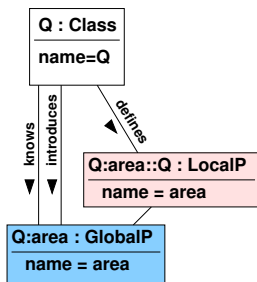 Q : Class
name=Q
knows
introduces
defines
Q:area::Q : LocalP
name = area
Q:area : GlobalP
name = area